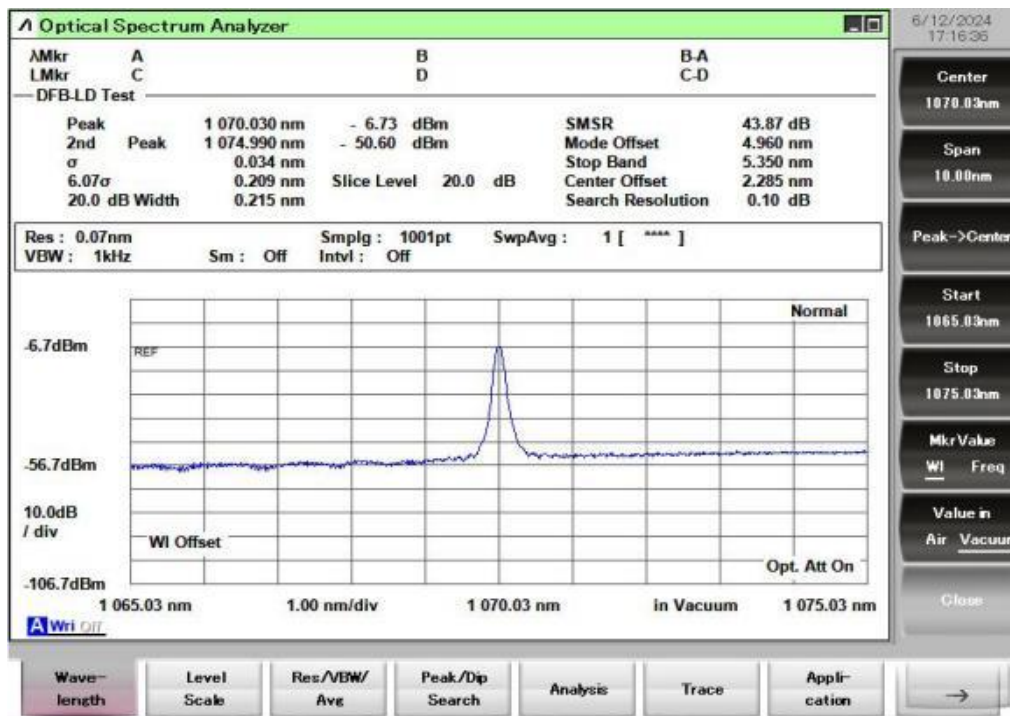 Optical Spectrum Analyzer
6/12/2024
17:16:36
λMkr A B B-A
LMkr C D C-D
DFB-LD Test
Peak 1 070.030 nm - 6.73 dBm SMSR 43.87 dB
2nd Peak 1 074.990 nm - 50.60 dBm Mode Offset 4.960 nm
σ 0.034 nm Stop Band 5.350 nm
6.07σ 0.209 nm Slice Level 20.0 dB Center Offset 2.285 nm
20.0 dB Width 0.215 nm Search Resolution 0.10 dB
Res : 0.07nm Smplg : 1001pt SwpAvg : 1 [ **** ]
VBW : 1kHz Sm : Off Intvl : Off
Normal
-6.7dBm
REF
-56.7dBm
10.0dB
/ div
Wl Offset
Opt. Att On
-106.7dBm
1 065.03 nm 1.00 nm/div 1 070.03 nm in Vacuum 1 075.03 nm
A Wri Off
Center
1070.03nm
Span
10.00nm
Peak->Center
Start
1065.03nm
Stop
1075.03nm
Mkr Value
Wl Freq
Value in
Air Vacuum
Close
Wave-
length
Level
Scale
Res/VBW/
Avg
Peak/Dip
Search
Analysis
Trace
Appli-
cation
→